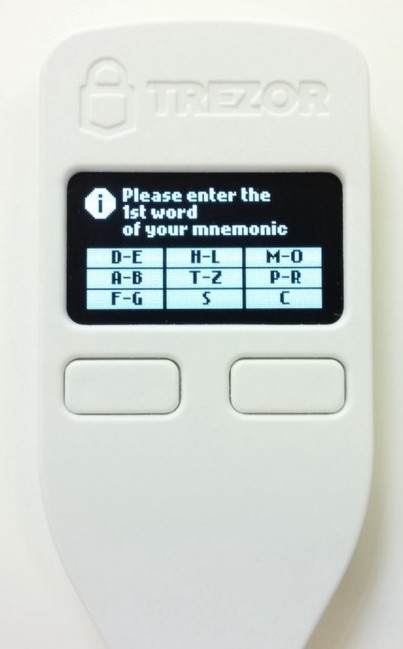 TREZOR
i Please enter the
1st word
of your mnemonic
D-E H-L M-O
A-B T-Z P-R
F-G S C